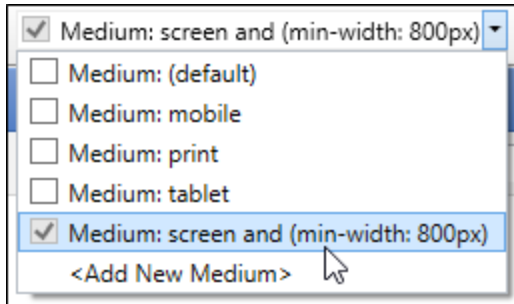 Medium: screen and (min-width: 800px)
Medium: (default)
Medium: mobile
Medium: print
Medium: tablet
Medium: screen and (min-width: 800px)
<Add New Medium>